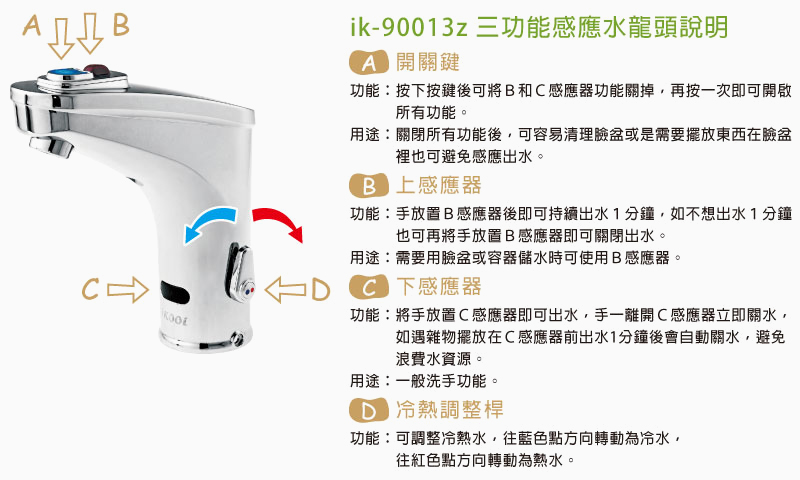 A B
ik-90013z 三功能感應水龍頭說明
A 開關鍵
功能：按下按鍵後可將Ｂ和Ｃ感應器功能關掉，再按一次即可開啟
所有功能。
用途：關閉所有功能後，可容易清理臉盆或是需要擺放東西在臉盆
裡也可避免感應出水。
B 上感應器
功能：手放置Ｂ感應器後即可持續出水１分鐘，如不想出水１分鐘
也可再將手放置Ｂ感應器即可關閉出水。
用途：需要用臉盆或容器儲水時可使用Ｂ感應器。
C D
C 下感應器
功能：將手放置Ｃ感應器即可出水，手一離開Ｃ感應器立即關水，
如遇雜物擺放在Ｃ感應器前出水1分鐘後會自動關水，避免
浪費水資源。
用途：一般洗手功能。
D 冷熱調整桿
功能：可調整冷熱水，往藍色點方向轉動為冷水，
往紅色點方向轉動為熱水。